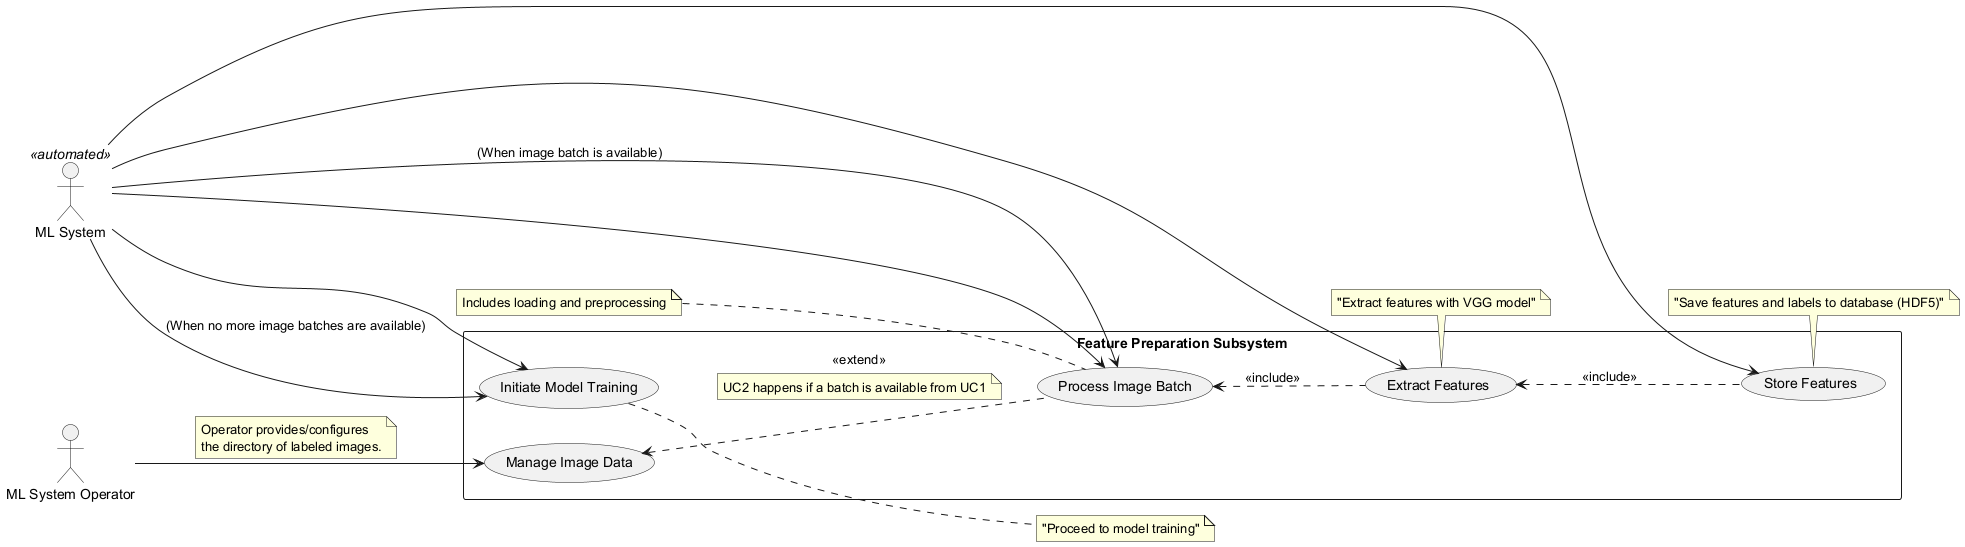 (When image batch is available)
«automated»
ML System
Includes loading and preprocessing
"Extract features with VGG model"
"Save features and labels to database (HDF5)"
(When no more image batches are available)
Feature Preparation Subsystem
«extend»
UC2 happens if a batch is available from UC1
Initiate Model Training
Process Image Batch
«include»
Extract Features
«include»
Store Features
Operator provides/configures
the directory of labeled images.
Manage Image Data
ML System Operator
"Proceed to model training"